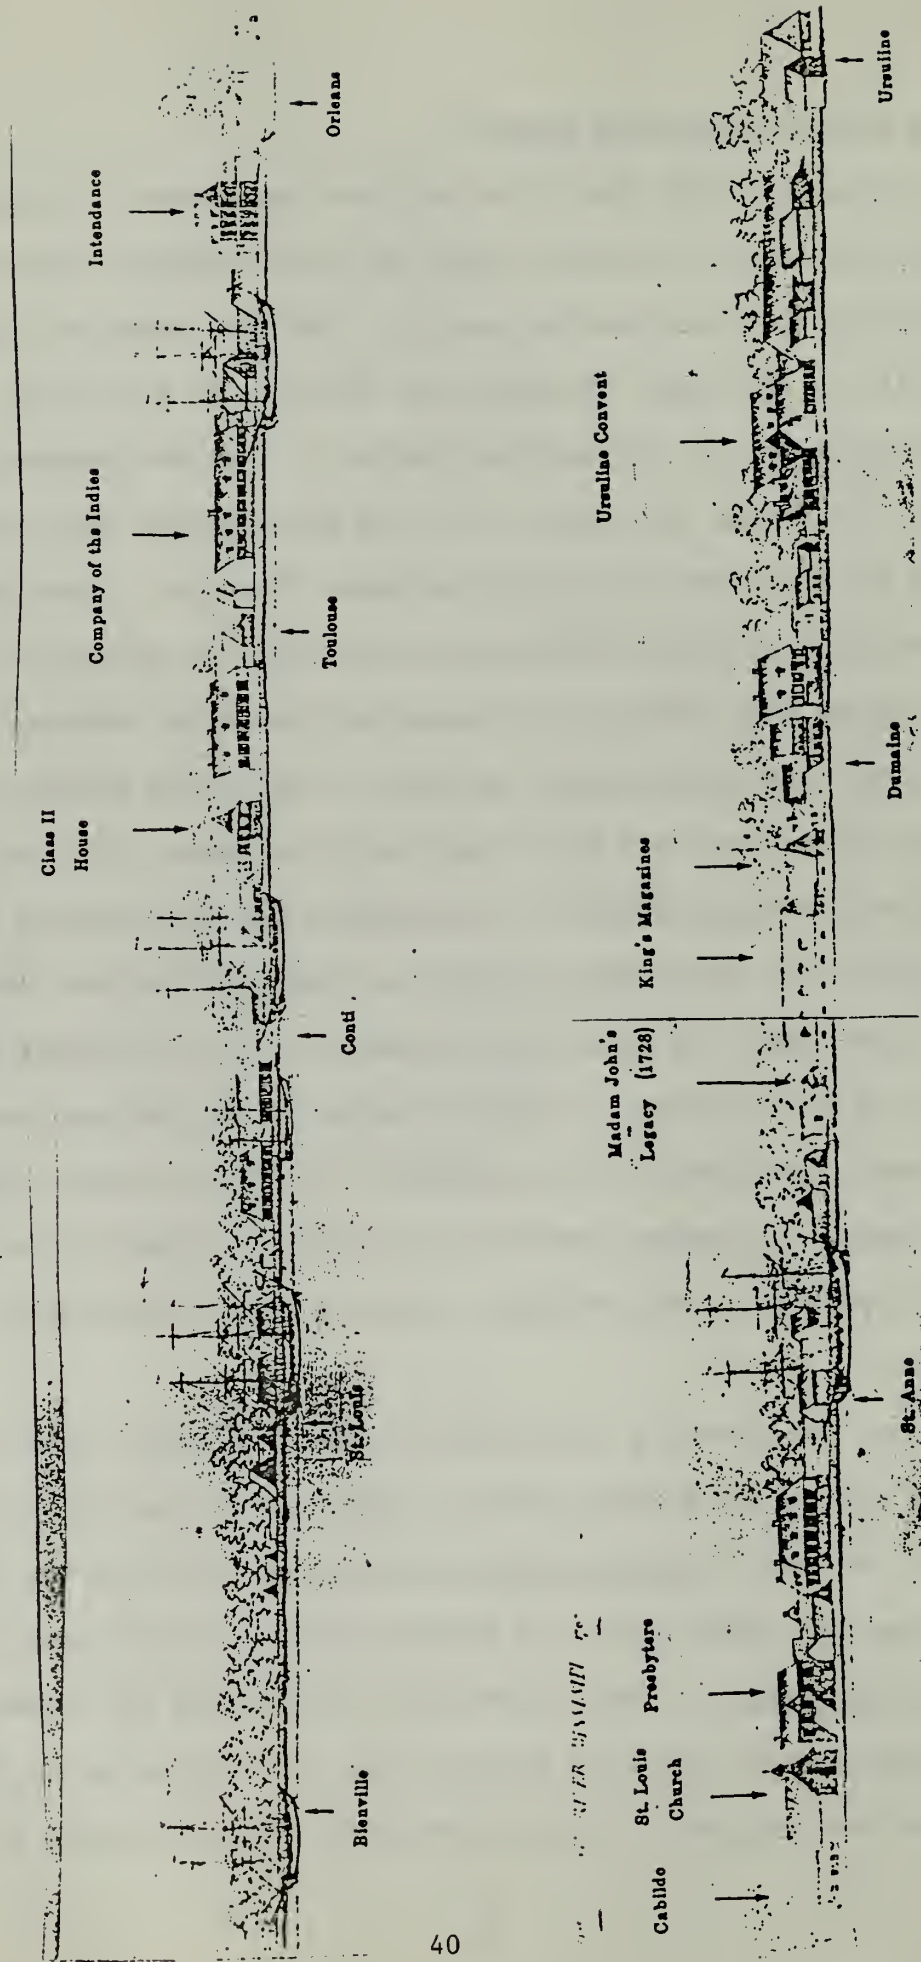 Class II
House
Company of the Indies
Intendance
Bienville
St. Louis
Conti
Toulouse
Orleans
Cabildo
St. Louis
Church
Presbytere
Madam John's
Legacy (1728)
King's Magazines
Ursuline Convent
St. Anne
Dumaine
Ursuline
40